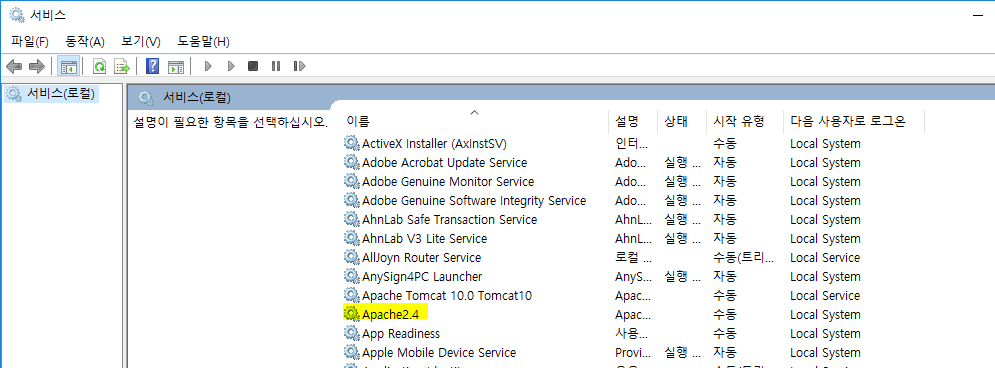 서비스
파일(F) 동작(A) 보기(V) 도움말(H)
서비스(로컬)
서비스(로컬)
설명이 필요한 항목을 선택하십시오.
이름 설명 상태 시작 유형 다음 사용자로 로그온
ActiveX Installer (AxInstSV) 인터... 수동 Local System
Adobe Acrobat Update Service Ado... 실행 ... 자동 Local System
Adobe Genuine Monitor Service Ado... 실행 ... 자동 Local System
Adobe Genuine Software Integrity Service Ado... 실행 ... 자동 Local System
AhnLab Safe Transaction Service AhnL... 실행 ... 자동 Local System
AhnLab V3 Lite Service AhnL... 실행 ... 자동 Local System
AllJoyn Router Service 로컬 ... 수동(트리... Local Service
AnySign4PC Launcher AnyS... 실행 ... 자동 Local System
Apache Tomcat 10.0 Tomcat10 Apac... 수동 Local Service
Apache2.4 Apac... 수동 Local System
App Readiness 사용... 수동 Local System
Apple Mobile Device Service Provi... 실행 ... 자동 Local System